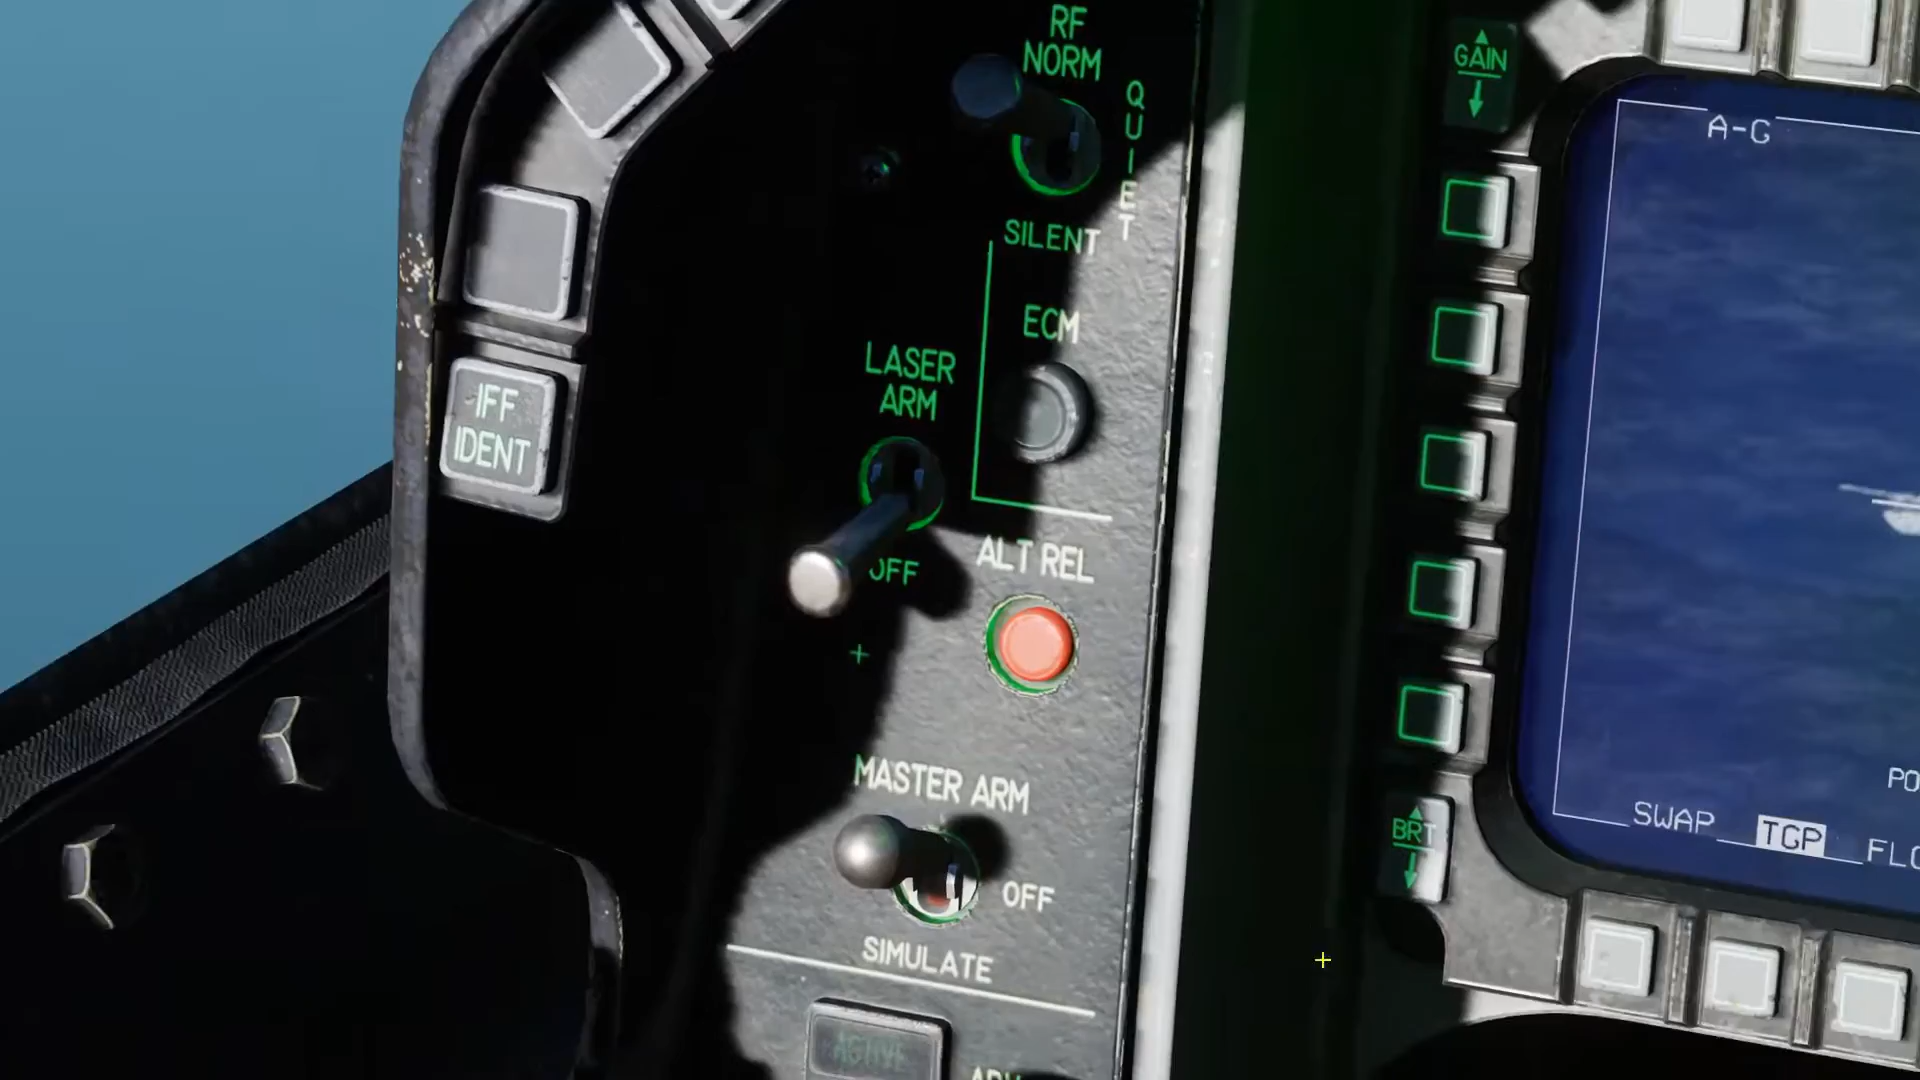 RF
NORM
QUIET
SILENT
GAIN
A-G
ECM
LASER
ARM
IFF
IDENT
OFF
ALT REL
MASTER ARM
OFF
SIMULATE
BRT
SWAP
TGP
ACTIVE